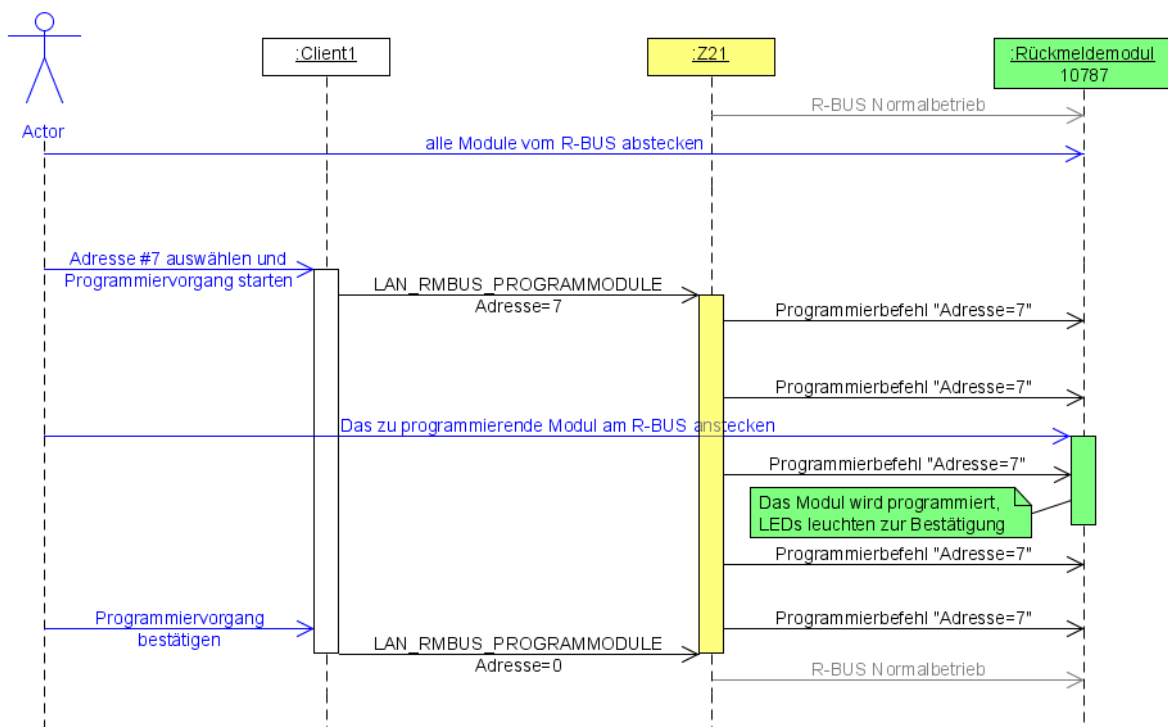 :Client1
:Z21
:Rückmeldemodul
10787
R-BUS Normalbetrieb
Actor
alle Module vom R-BUS abstecken
Adresse #7 auswählen und
Programmiervorgang starten
LAN_RMBUS_PROGRAMMODULE
Adresse=7
Programmierbefehl "Adresse=7"
Programmierbefehl "Adresse=7"
Das zu programmierende Modul am R-BUS anstecken
Programmierbefehl "Adresse=7"
Das Modul wird programmiert,
LEDs leuchten zur Bestätigung
Programmierbefehl "Adresse=7"
Programmiervorgang
bestätigen
Programmierbefehl "Adresse=7"
LAN_RMBUS_PROGRAMMODULE
Adresse=0
R-BUS Normalbetrieb